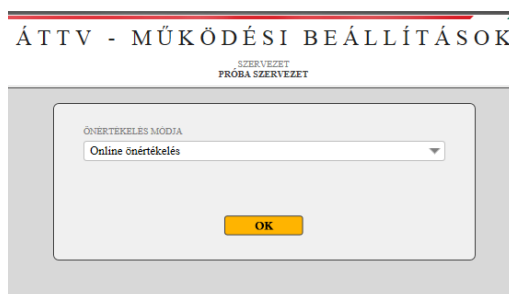 ÁTTV - MŰKÖDÉSI BEÁLLÍTÁSOK
SZERVEZET
PRÓBA SZERVEZET
ÖNÉRTÉKELÉS MÓDJA
Online önértékelés
OK